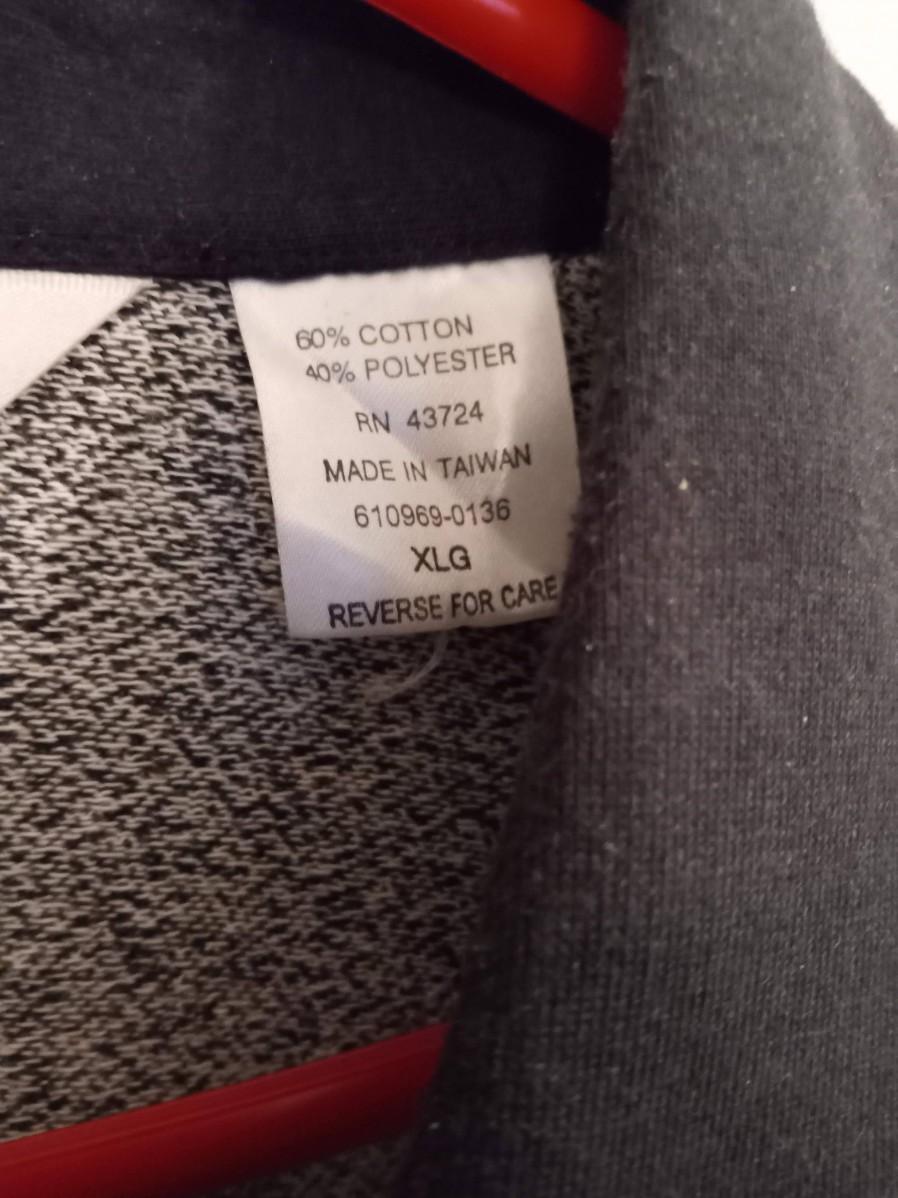 60% COTTON
40% POLYESTER
RN 43724
MADE IN TAIWAN
610969-0136
XLG
REVERSE FOR CARE